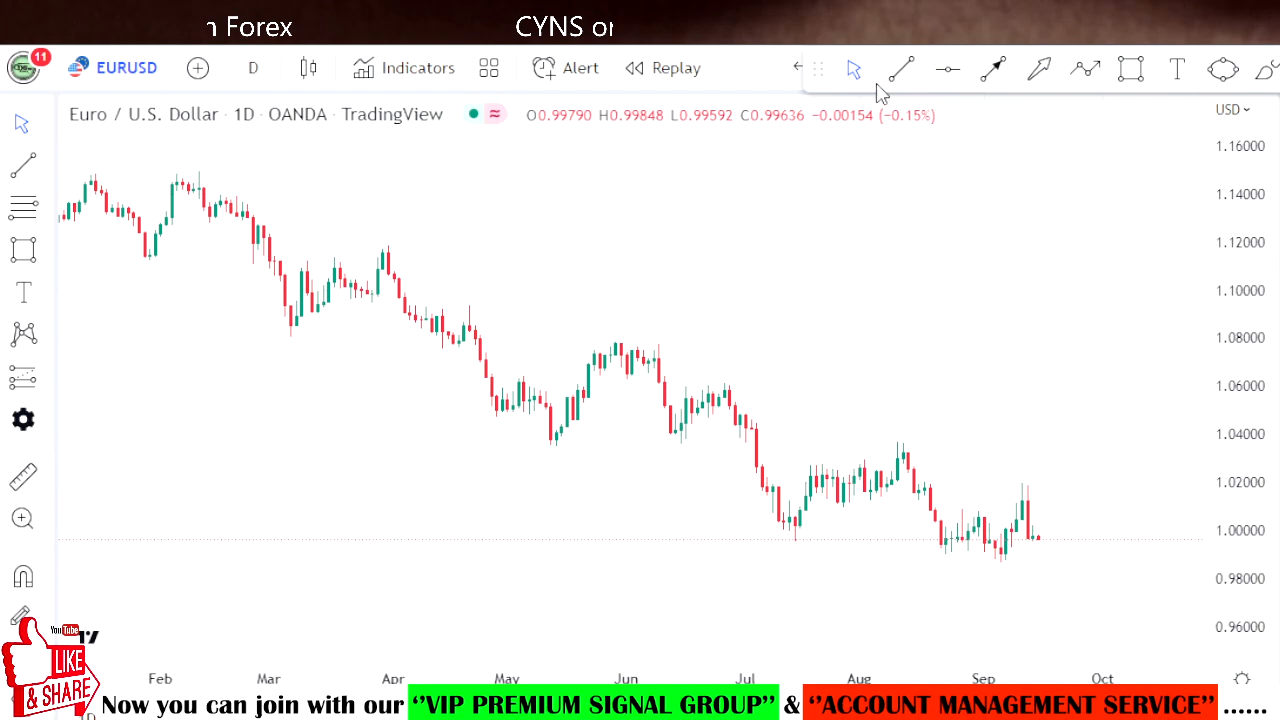 n Forex CYNS or
11 EURUSD D Indicators Alert Replay T
Euro / U.S. Dollar · 1D · OANDA · TradingView O0.99790 H0.99848 L0.99592 C0.99636 −0.00154 (−0.15%) USD
1.16000
1.14000
1.12000
1.10000
1.08000
1.06000
1.04000
1.02000
1.00000
0.98000
0.96000
Feb Mar Apr May Jun Jul Aug Sep Oct
YouTube
LIKE
& SHARE
Now you can join with our ‘’VIP PREMIUM SIGNAL GROUP’’ & ‘’ACCOUNT MANAGEMENT SERVICE’’ ......